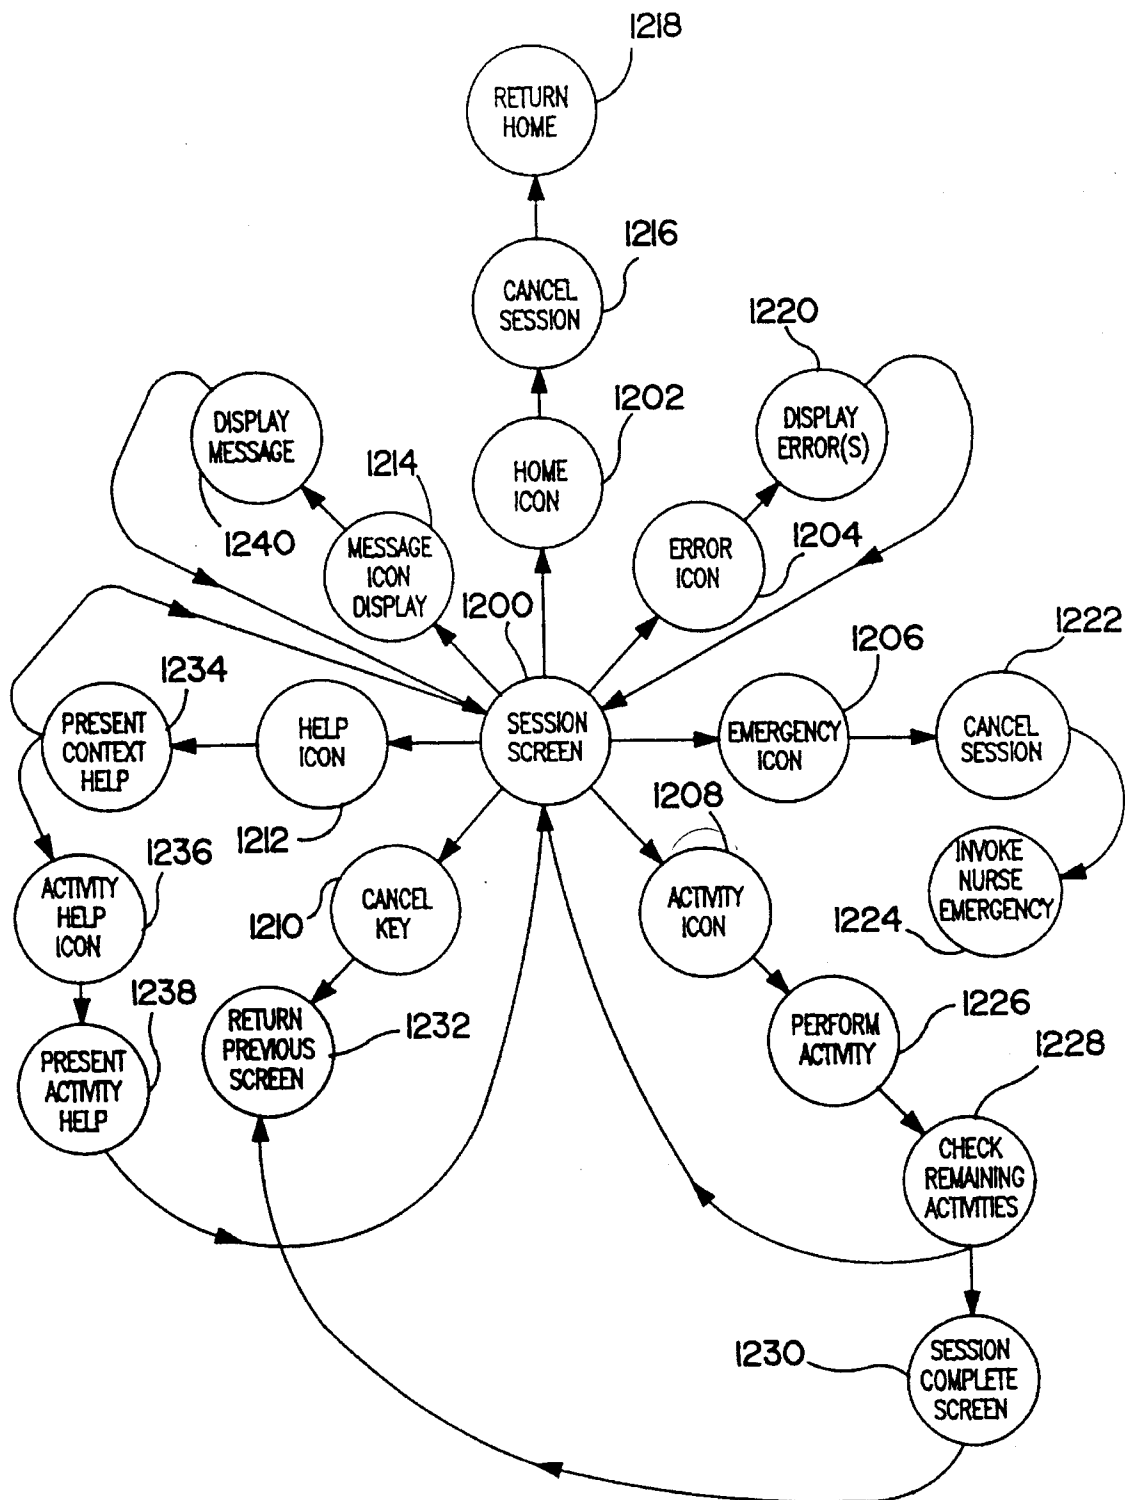 1218
RETURN
HOME
1216
CANCEL
SESSION
1220
DISPLAY
ERROR(S)
1202
HOME
ICON
DISPLAY
MESSAGE
1214
1240
MESSAGE
ICON
DISPLAY
ERROR
ICON
1204
1200
1206
1222
1234
PRESENT
CONTEXT
HELP
HELP
ICON
SESSION
SCREEN
EMERGENCY
ICON
CANCEL
SESSION
1212
1208
1236
ACTIVITY
HELP
ICON
1210
CANCEL
KEY
ACTIVITY
ICON
INVOKE
NURSE
EMERGENCY
1224
1238
PRESENT
ACTIVITY
HELP
RETURN
PREVIOUS
SCREEN
1232
PERFORM
ACTIVITY
1226
1228
CHECK
REMAINING
ACTIVITIES
1230
SESSION
COMPLETE
SCREEN